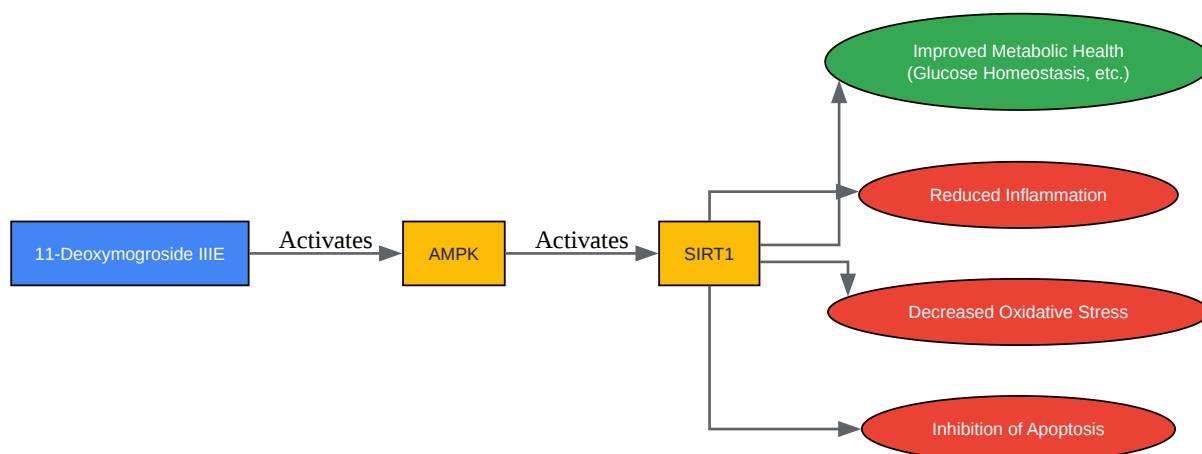 Improved Metabolic Health
(Glucose Homeostasis, etc.)
Reduced Inflammation
11-Deoxymogroside IIIE
Activates
AMPK
Activates
SIRT1
Decreased Oxidative Stress
Inhibition of Apoptosis